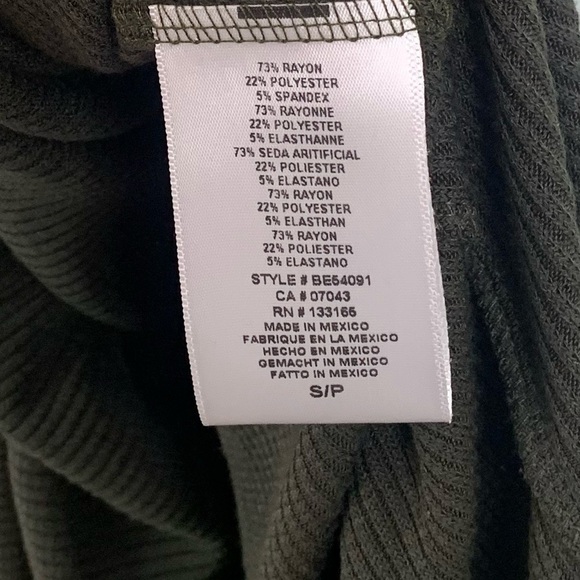 73% RAYON
22% POLYESTER
5% SPANDEX
73% RAYONNE
22% POLYESTER
5% ELASTHANNE
73% SEDA ARITIFICIAL
22% POLIESTER
5% ELASTANO
73% RAYON
22% POLYESTER
5% ELASTHAN
73% RAYON
22% POLIESTER
5% ELASTANO
STYLE # BE54091
CA # 07043
RN # 133165
MADE IN MEXICO
FABRIQUE EN LA MEXICO
HECHO EN MEXICO
GEMACHT IN MEXICO
FATTO IN MEXICO
S/P